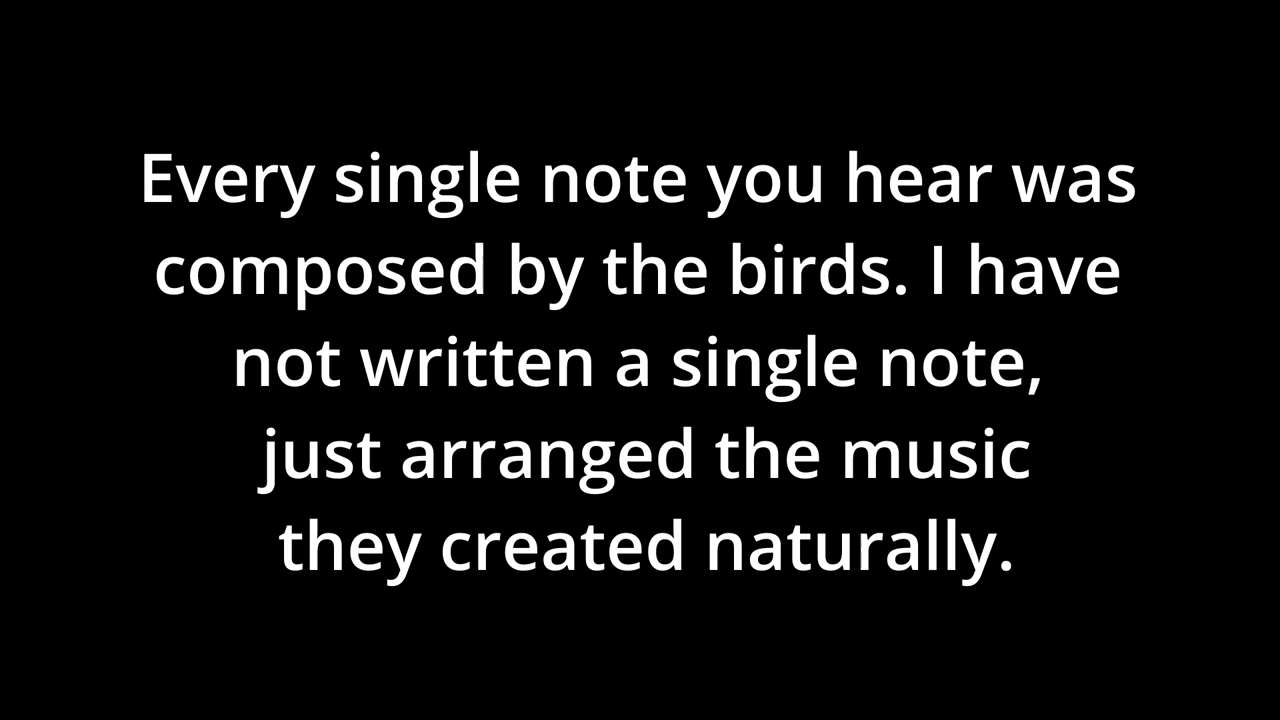 Every single note you hear was
composed by the birds. I have
not written a single note,
just arranged the music
they created naturally.